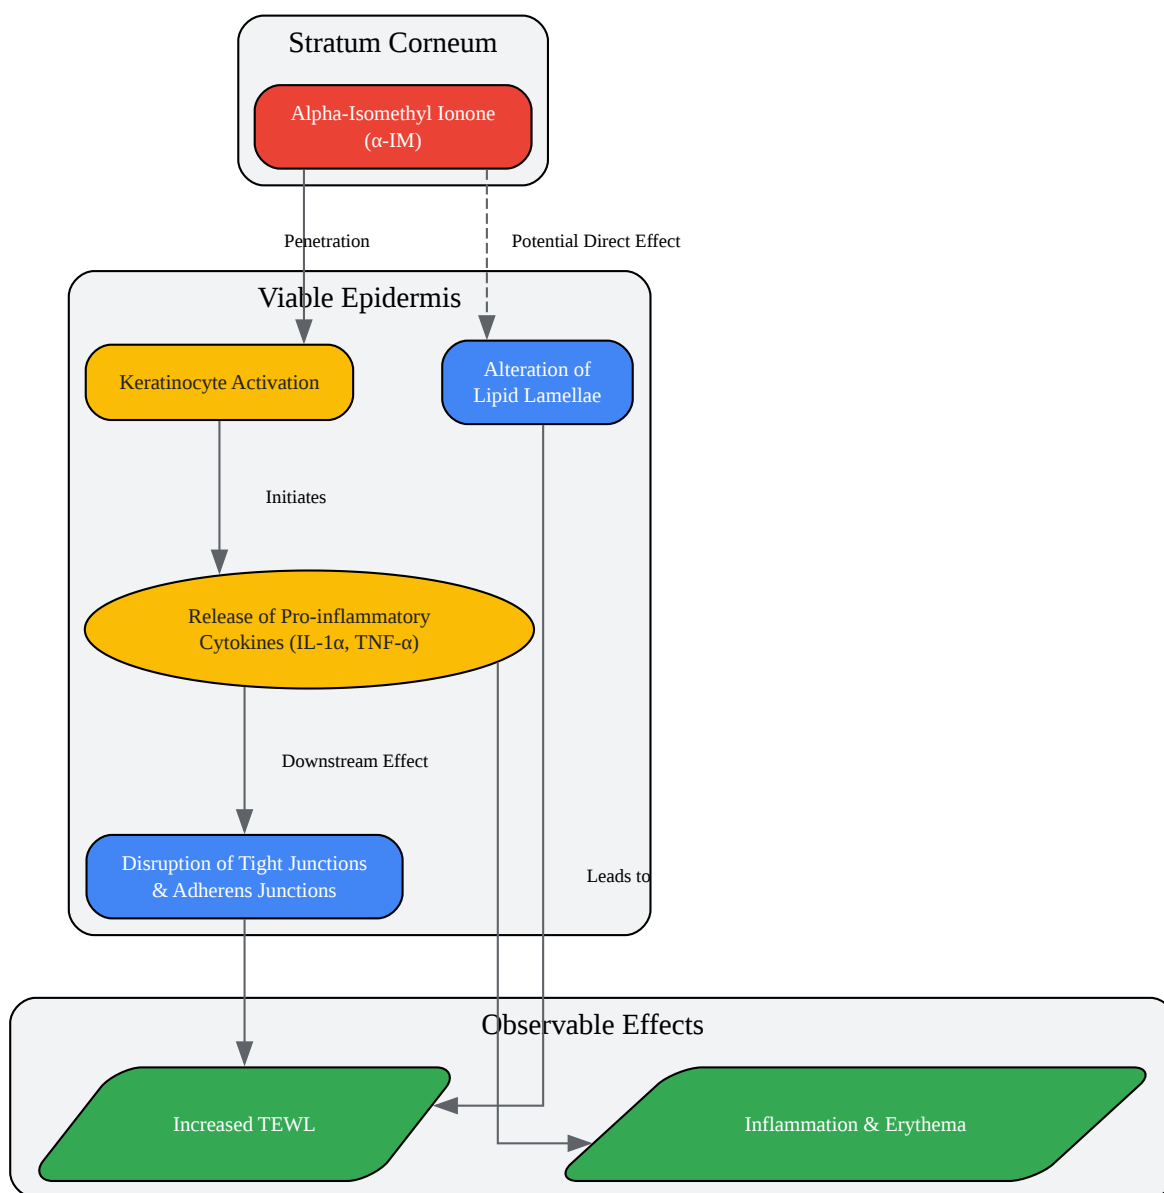 Stratum Corneum
Alpha-Isomethyl Ionone
(α-IM)
Penetration
Potential Direct Effect
Viable Epidermis
Keratinocyte Activation
Alteration of
Lipid Lamellae
Initiates
Release of Pro-inflammatory
Cytokines (IL-1α, TNF-α)
Downstream Effect
Disruption of Tight Junctions
& Adherens Junctions
Leads to
Observable Effects
Increased TEWL
Inflammation & Erythema